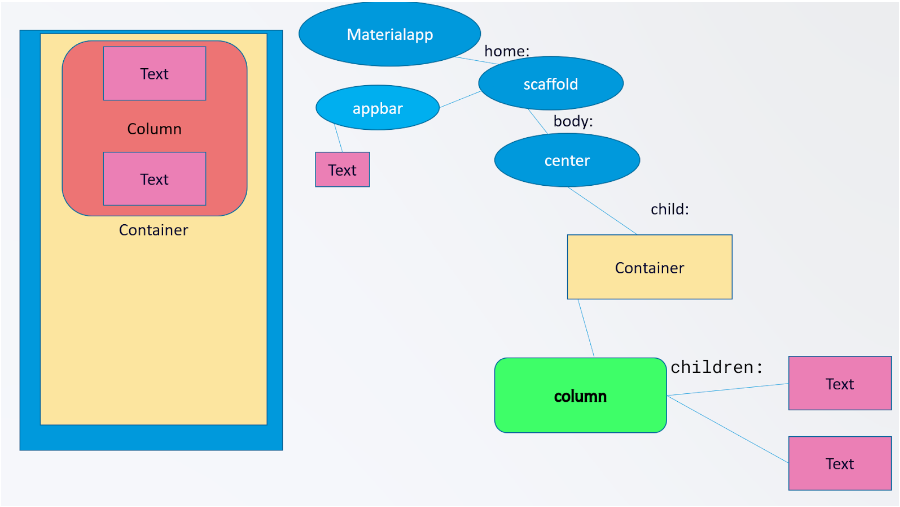 Text
Column
Text
Container
Materialapp
home:
scaffold
appbar
body:
Text
center
child:
Container
children:
column
Text
Text